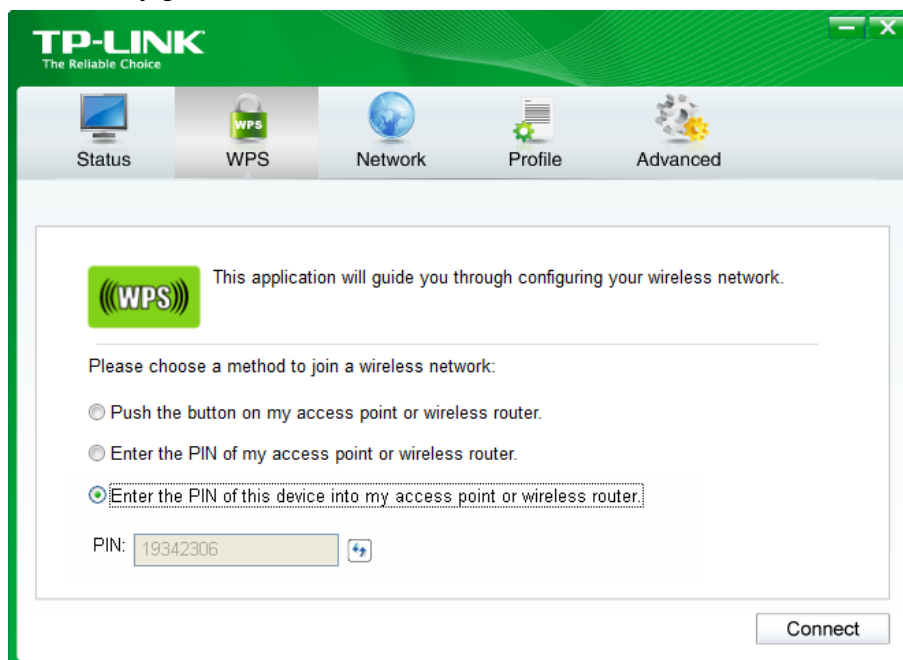 TP-LINK
The Reliable Choice
Status WPS Network Profile Advanced
WPS
(((WPS)))
This application will guide you through configuring your wireless network.
Please choose a method to join a wireless network:
Push the button on my access point or wireless router.
Enter the PIN of my access point or wireless router.
Enter the PIN of this device into my access point or wireless router.
PIN: 19342306
Connect